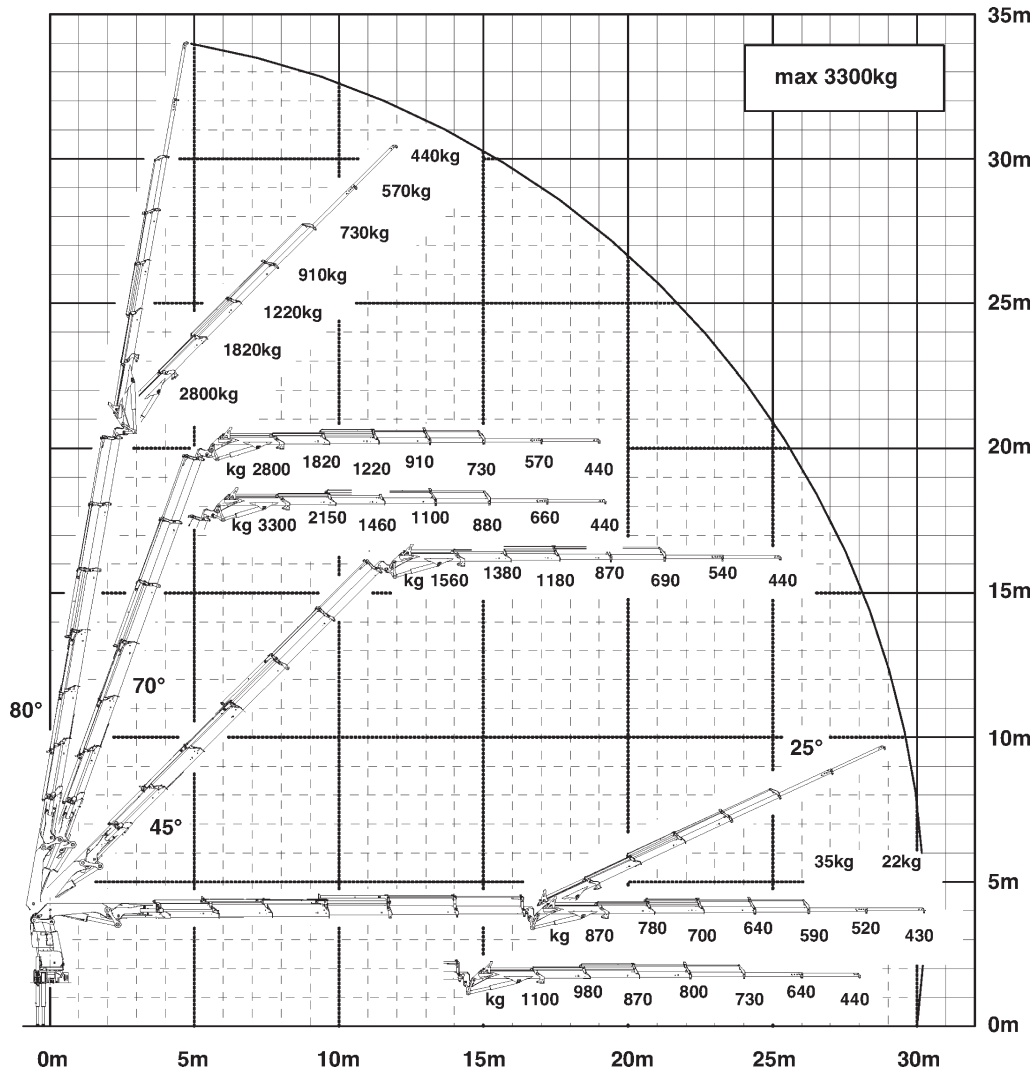 35m
max 3300kg
440kg
30m
570kg
730kg
910kg
25m
1220kg
1820kg
2800kg
20m
kg 2800 1820 1220 910 730 570 440
kg 3300 2150 1460 1100 880 660 440
kg 1560 1380 1180 870 690 540 440
15m
70°
80°
10m
25°
45°
35kg 22kg
5m
kg 870 780 700 640 590 520 430
kg 1100 980 870 800 730 640 440
0m
0m 5m 10m 15m 20m 25m 30m